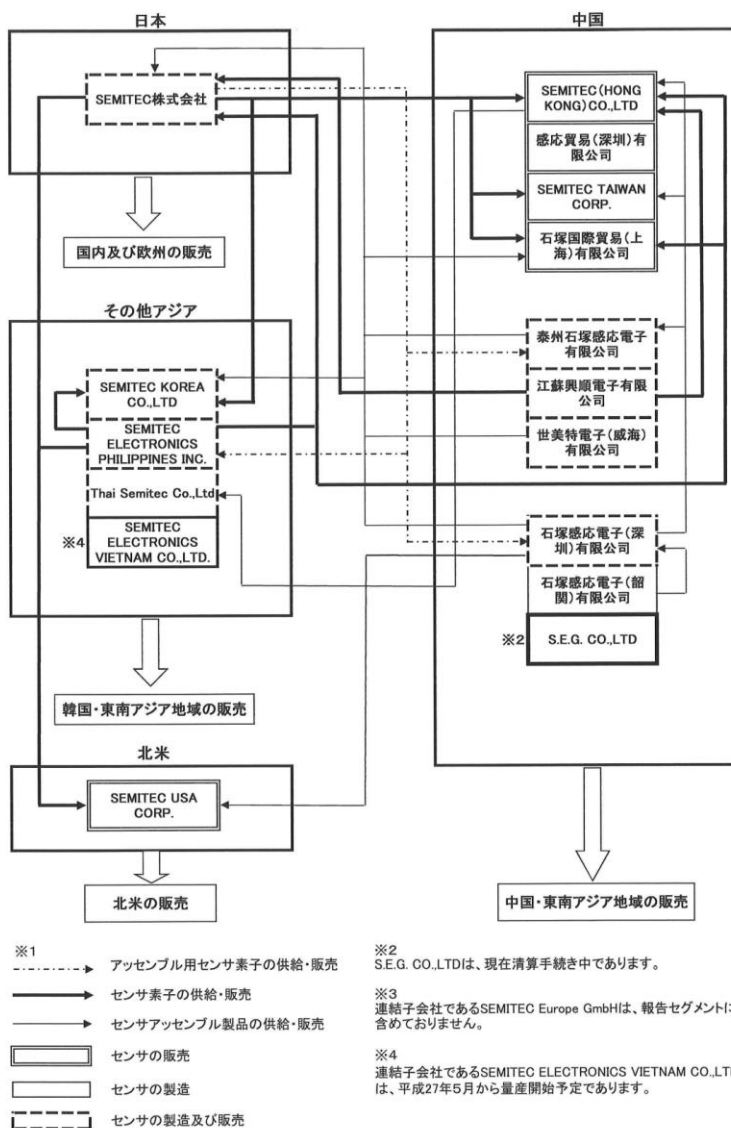 日本
SEMITEC株式会社
国内及び欧州の販売
その他アジア
SEMITEC KOREA
CO.,LTD
SEMITEC
ELECTRONICS
PHILIPPINES INC.
Thai Semitec Co.,Ltd
※4
SEMITEC
ELECTRONICS
VIETNAM CO.,LTD.
韓国・東南アジア地域の販売
北米
SEMITEC USA
CORP.
北米の販売
中国
SEMITEC(HONG
KONG)CO.,LTD
感応貿易(深圳)有
限公司
SEMITEC TAIWAN
CORP.
石塚国際貿易(上
海)有限公司
泰州石塚感応電子
有限公司
江蘇興順電子有限
公司
世美特電子(威海)
有限公司
石塚感応電子(深
圳)有限公司
石塚感応電子(韶
関)有限公司
※2
S.E.G. CO.,LTD
中国・東南アジア地域の販売
※1
アッセンブル用センサ素子の供給・販売
センサ素子の供給・販売
センサアッセンブル製品の供給・販売
センサの販売
センサの製造
センサの製造及び販売
※2
S.E.G. CO.,LTDは、現在清算手続き中であります。
※3
連結子会社であるSEMITEC Europe GmbHは、報告セグメントに
含めておりません。
※4
連結子会社であるSEMITEC ELECTRONICS VIETNAM CO.,LT
は、平成27年5月から量産開始予定であります。